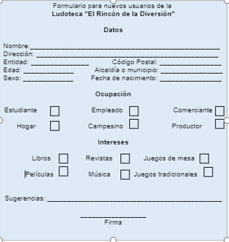 Formulario para nuevos usuarios de la
Ludoteca "El Rincón de la Diversión"
Datos
Nombre:
Dirección:
Entidad: Código Postal:
Edad: Alcaldía o municipio:
Sexo: Fecha de nacimiento:
Ocupación
Estudiante Empleado Comerciante
Hogar Campesino Productor
Intereses
Libros Revistas Juegos de mesa
Películas Música Juegos tradicionales
Sugerencias:
Firma